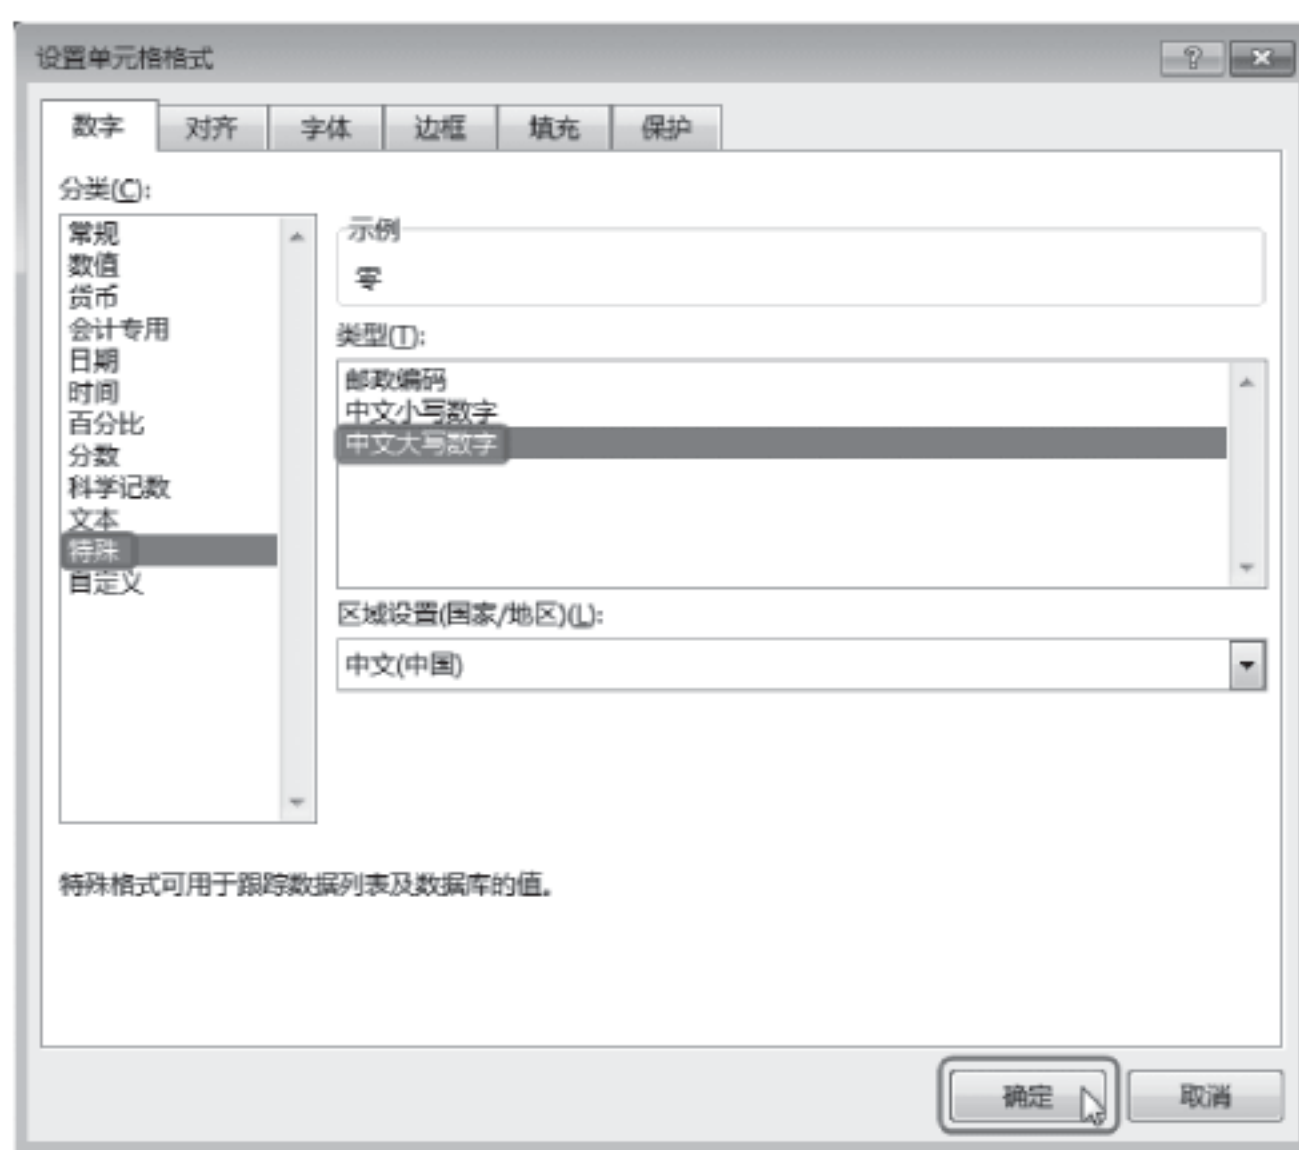 设置单元格格式
数字 对齐 字体 边框 填充 保护
分类(C):
常规
数值
货币
会计专用
日期
时间
百分比
分数
科学记数
文本
特殊
自定义
示例
零
类型(T):
邮政编码
中文小写数字
中文大写数字
区域设置(国家/地区)(L):
中文(中国)
特殊格式可用于跟踪数据列表及数据库的值。
确定 取消